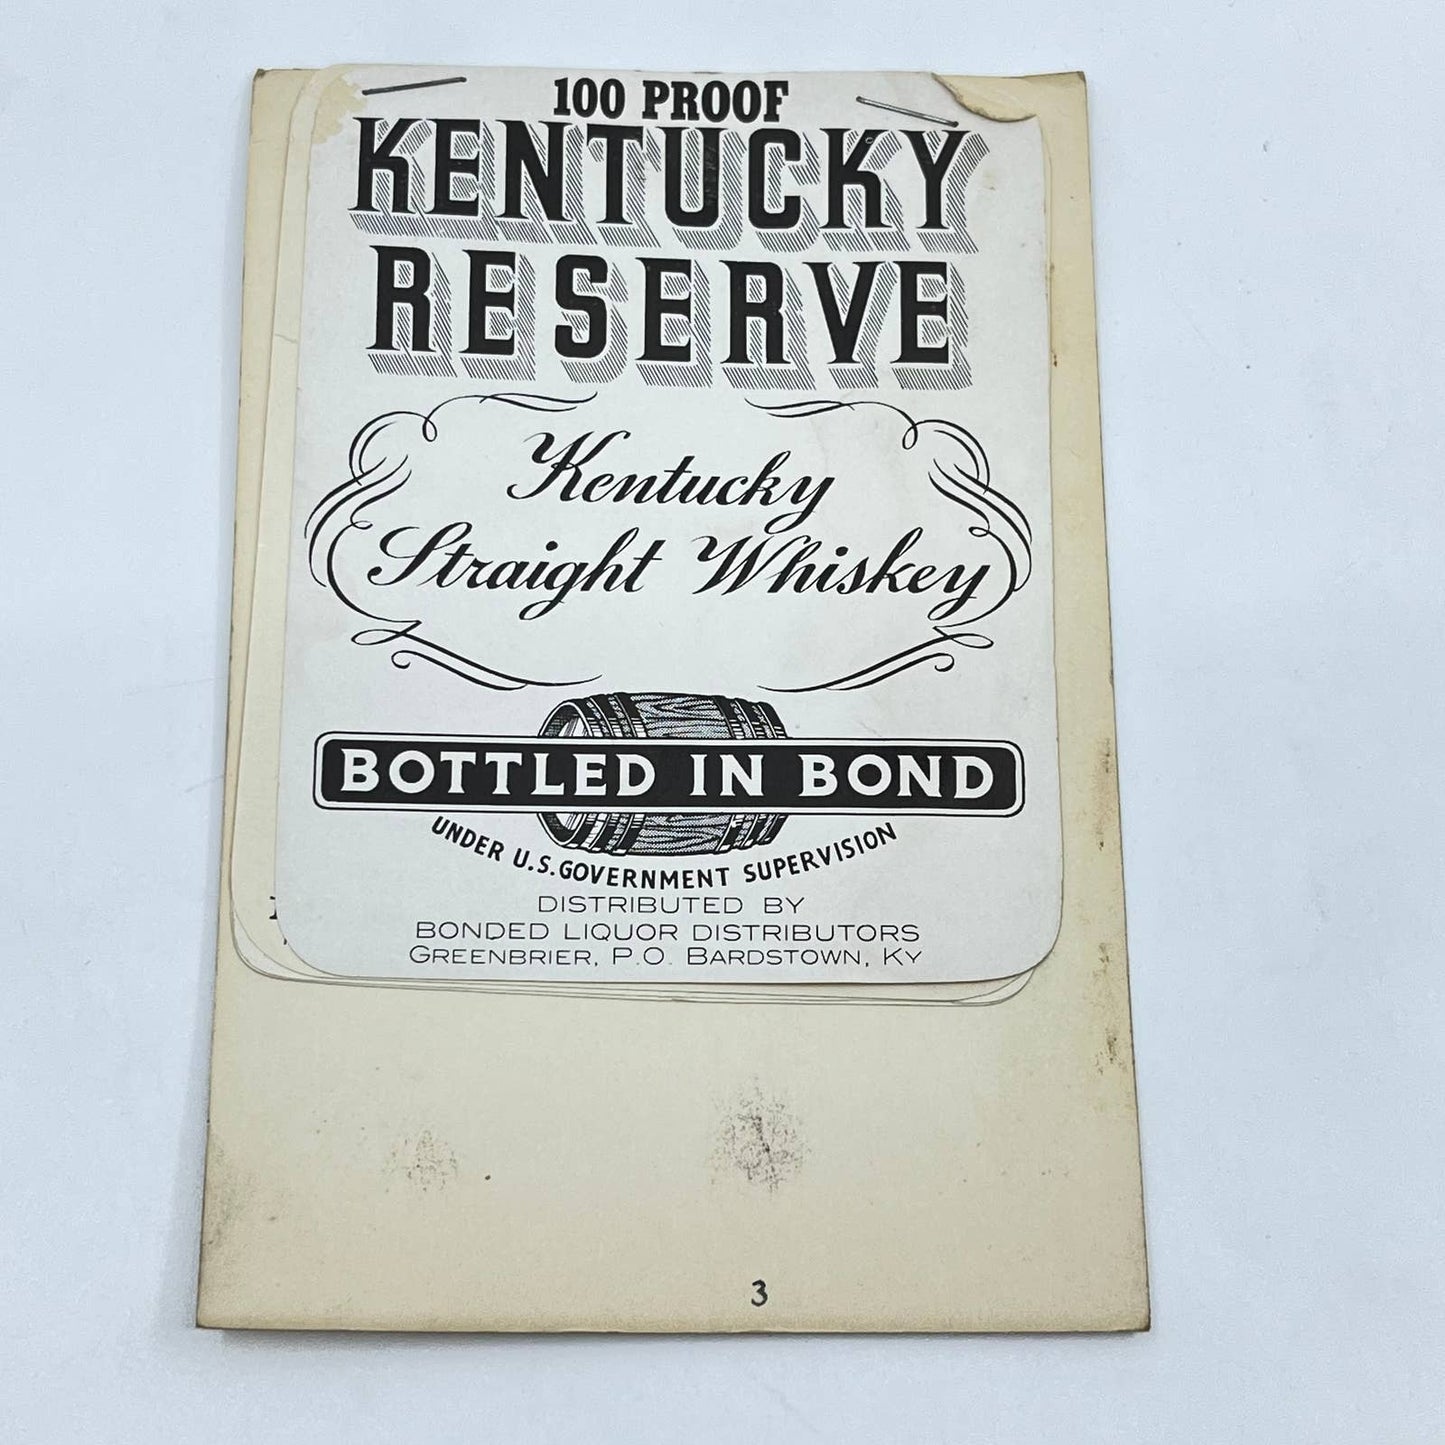 100 PROOF
KENTUCKY
RESERVE
Kentucky
Straight Whiskey
BOTTLED IN BOND
UNDER U.S. GOVERNMENT SUPERVISION
DISTRIBUTED BY
BONDED LIQUOR DISTRIBUTORS
GREENBRIER, P.O. BARDSTOWN, KY
3